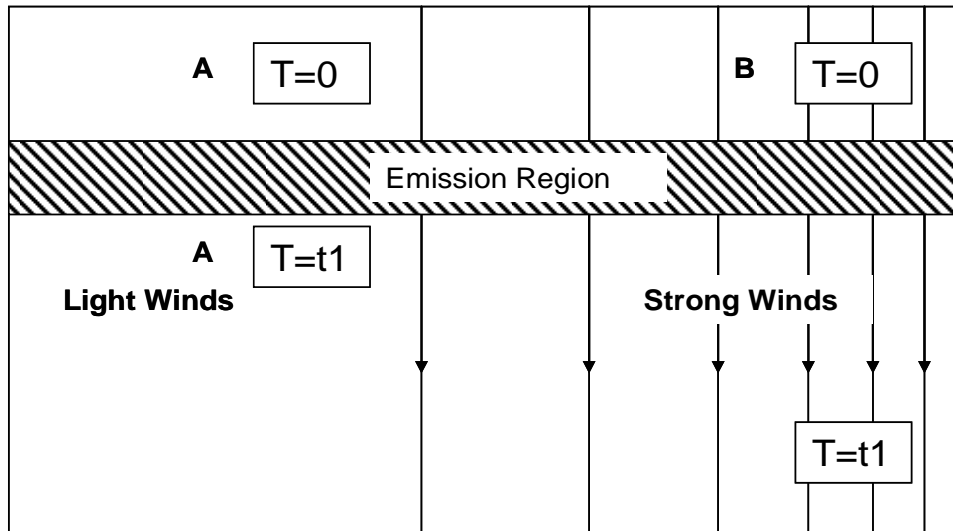 A T=0 B T=0
Emission Region
A T=t1
Light Winds Strong Winds
T=t1